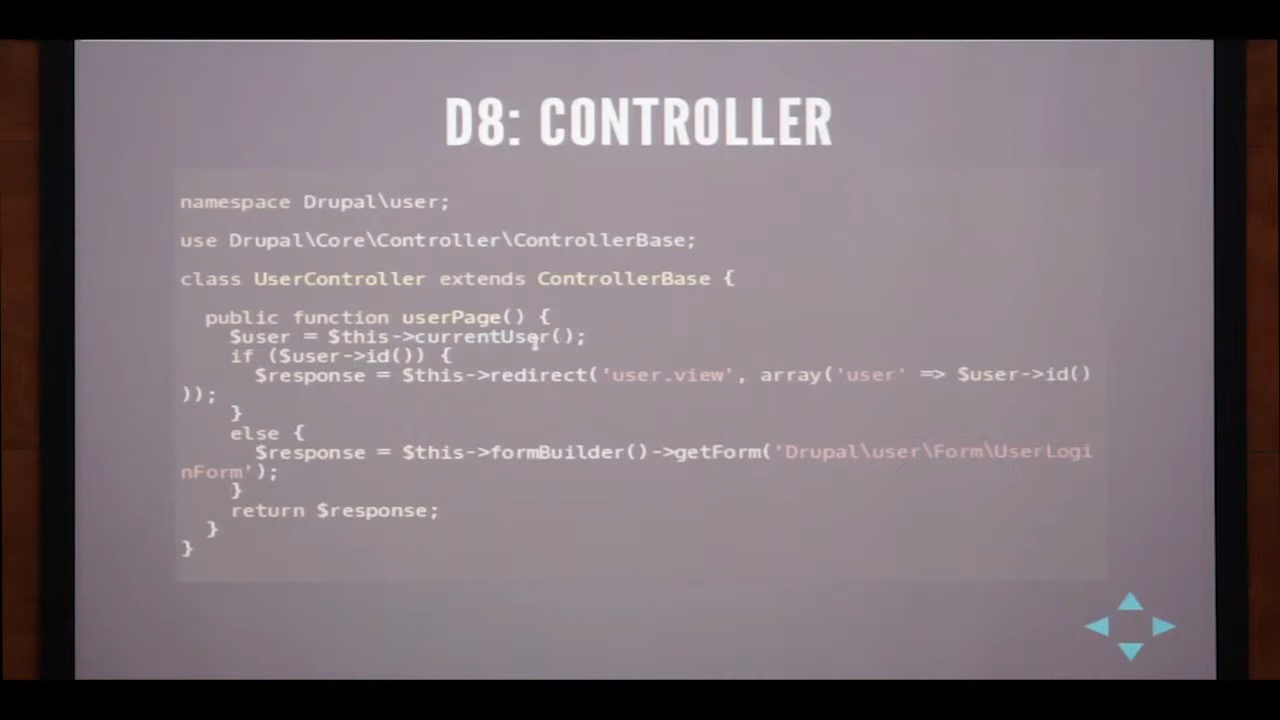 D8: CONTROLLER
namespace Drupal\user;
use Drupal\Core\Controller\ControllerBase;
class UserController extends ControllerBase {
public function userPage() {
$user = $this->currentUser();
if ($user->id()) {
$response = $this->redirect('user.view', array('user' => $user->id()
));
}
else {
$response = $this->formBuilder()->getForm('Drupal\user\Form\UserLogi
nForm');
}
return $response;
}
}